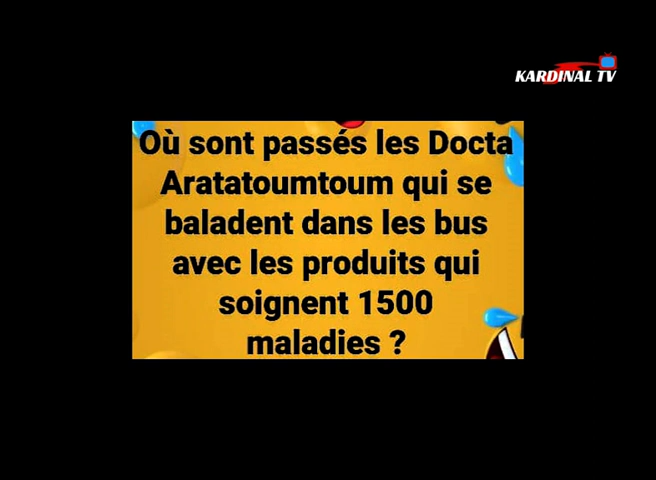 KARDINAL TV
Où sont passés les Docta
Aratatoumtoum qui se
baladent dans les bus
avec les produits qui
soignent 1500
maladies ?